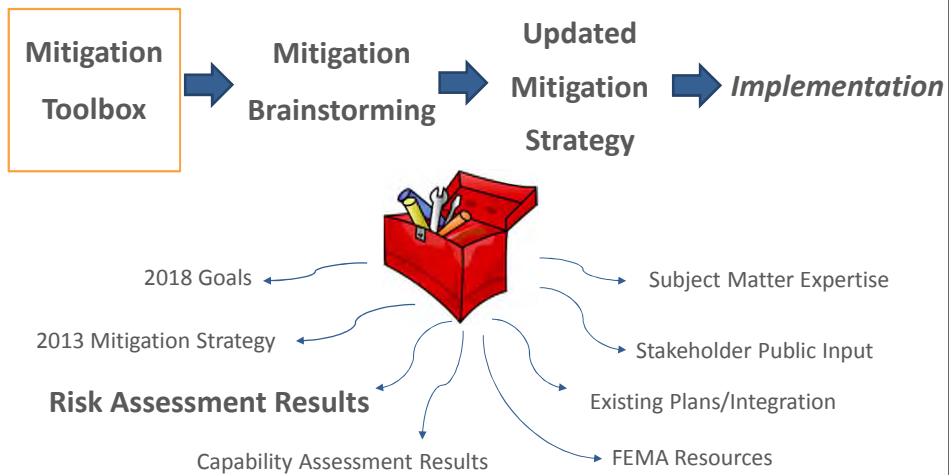 Mitigation
Toolbox
Mitigation
Brainstorming
Updated
Mitigation
Strategy
Implementation
2018 Goals
2013 Mitigation Strategy
Risk Assessment Results
Capability Assessment Results
Subject Matter Expertise
Stakeholder Public Input
Existing Plans/Integration
FEMA Resources